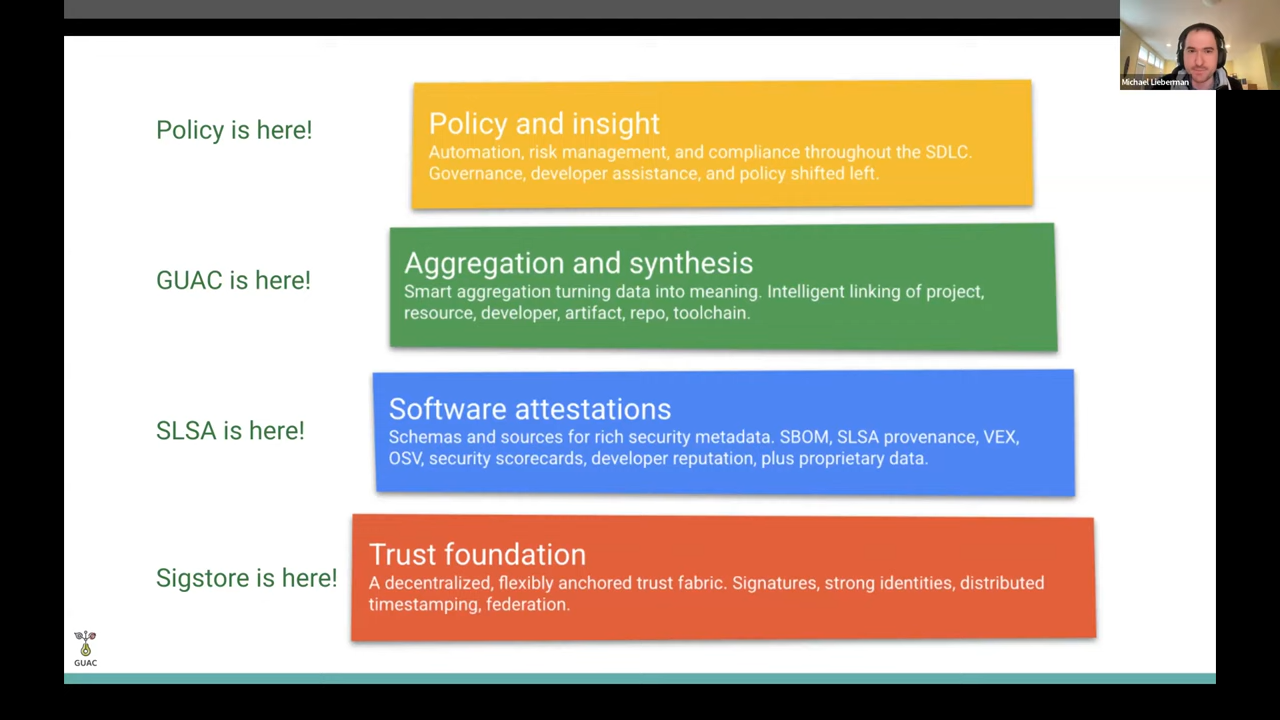 Michael Lieberman
Policy is here!
Policy and insight
Automation, risk management, and compliance throughout the SDLC.
Governance, developer assistance, and policy shifted left.
GUAC is here!
Aggregation and synthesis
Smart aggregation turning data into meaning. Intelligent linking of project,
resource, developer, artifact, repo, toolchain.
SLSA is here!
Software attestations
Schemas and sources for rich security metadata. SBOM, SLSA provenance, VEX,
OSV, security scorecards, developer reputation, plus proprietary data.
Sigstore is here!
Trust foundation
A decentralized, flexibly anchored trust fabric. Signatures, strong identities, distributed
timestamping, federation.
GUAC